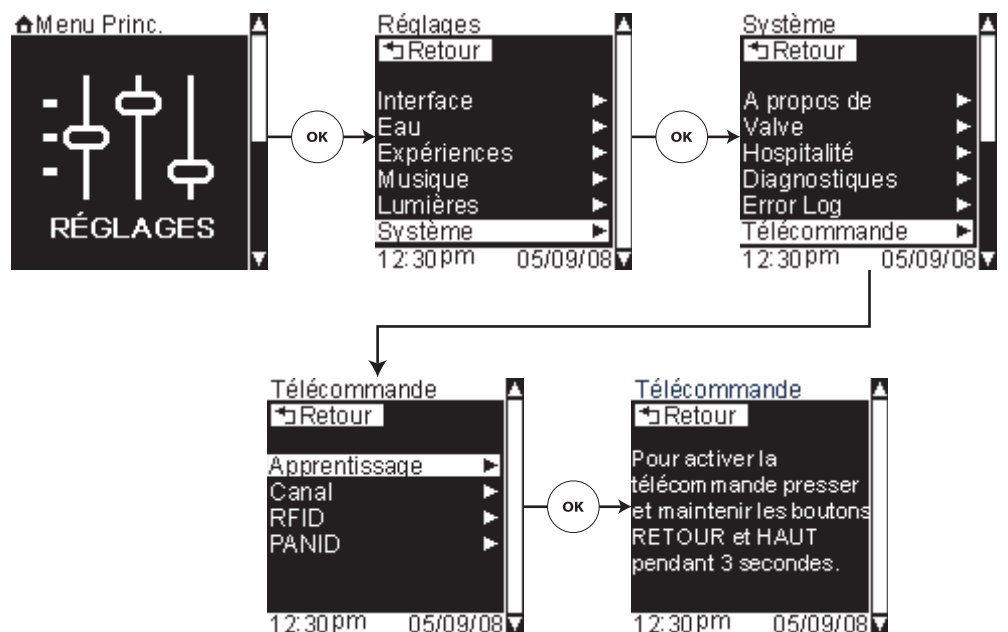 Menu Princ.
RÉGLAGES
OK
Réglages
Retour
Interface
Eau
Expériences
Musique
Lumières
Système
12:30pm 05/09/08
OK
Système
Retour
A propos de
Valve
Hospitalité
Diagnostiques
Error Log
Télécommande
12:30pm 05/09/08
Télécommande
Retour
Apprentissage
Canal
RFID
PANID
12:30pm 05/09/08
OK
Télécommande
Retour
Pour activer la
télécommande presser
et maintenir les boutons
RETOUR et HAUT
pendant 3 secondes.
12:30pm 05/09/08